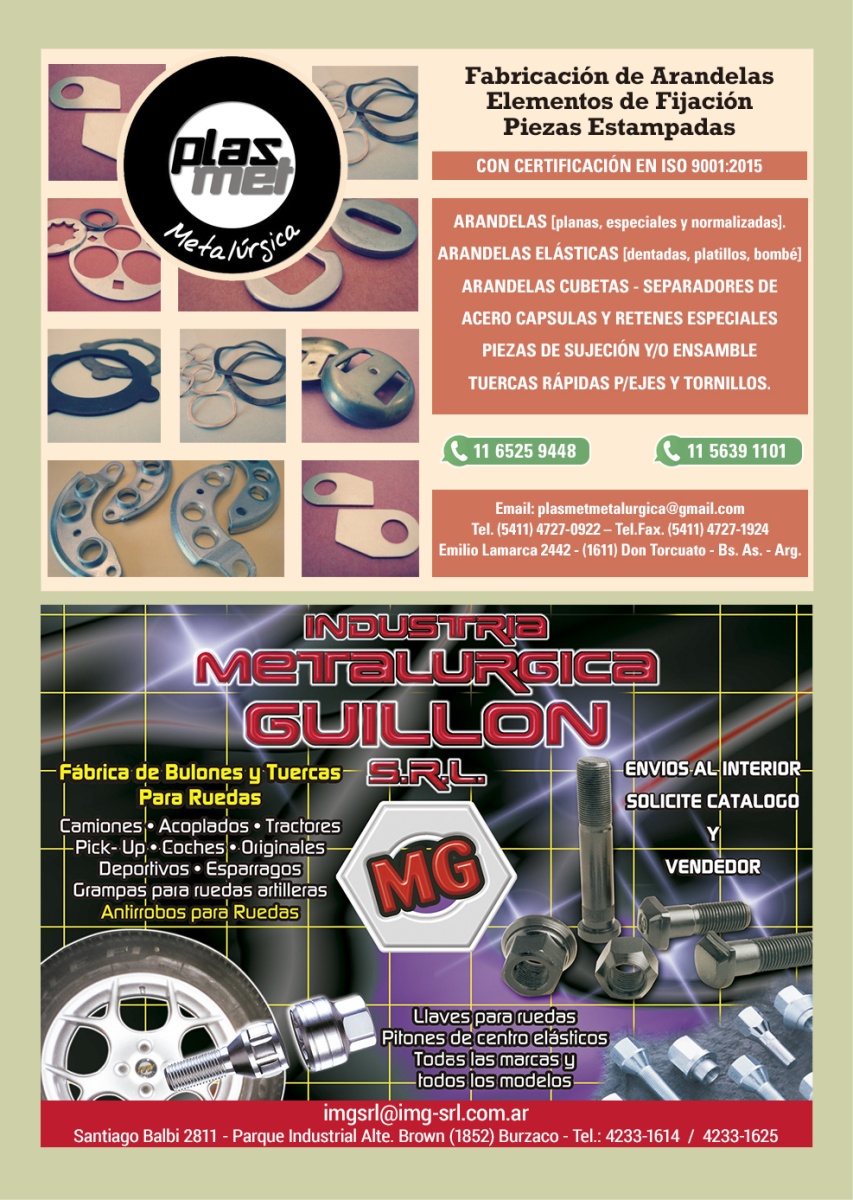 plas
met
Metalúrgica
Fabricación de Arandelas
Elementos de Fijación
Piezas Estampadas
CON CERTIFICACIÓN EN ISO 9001:2015
ARANDELAS [planas, especiales y normalizadas].
ARANDELAS ELÁSTICAS [dentadas, platillos, bombé]
ARANDELAS CUBETAS - SEPARADORES DE
ACERO CAPSULAS Y RETENES ESPECIALES
PIEZAS DE SUJECIÓN Y/O ENSAMBLE
TUERCAS RÁPIDAS P/EJES Y TORNILLOS.
11 6525 9448
11 5639 1101
Email: plasmetmetalurgica@gmail.com
Tel. (5411) 4727-0922 – Tel.Fax. (5411) 4727-1924
Emilio Lamarca 2442 - (1611) Don Torcuato - Bs. As. - Arg.
INDUSTRIA
METALURGICA
GUILLON
S.R.L.
Fábrica de Bulones y Tuercas
Para Ruedas
Camiones • Acoplados • Tractores
Pick- Up • Coches • Originales
Deportivos • Esparragos
Grampas para ruedas artilleras
Antirrobos para Ruedas
MG
ENVIOS AL INTERIOR
SOLICITE CATALOGO
Y
VENDEDOR
Llaves para ruedas
Pitones de centro elásticos
Todas las marcas y
todos los modelos
imgsrl@img-srl.com.ar
Santiago Balbi 2811 - Parque Industrial Alte. Brown (1852) Burzaco - Tel.: 4233-1614 / 4233-1625